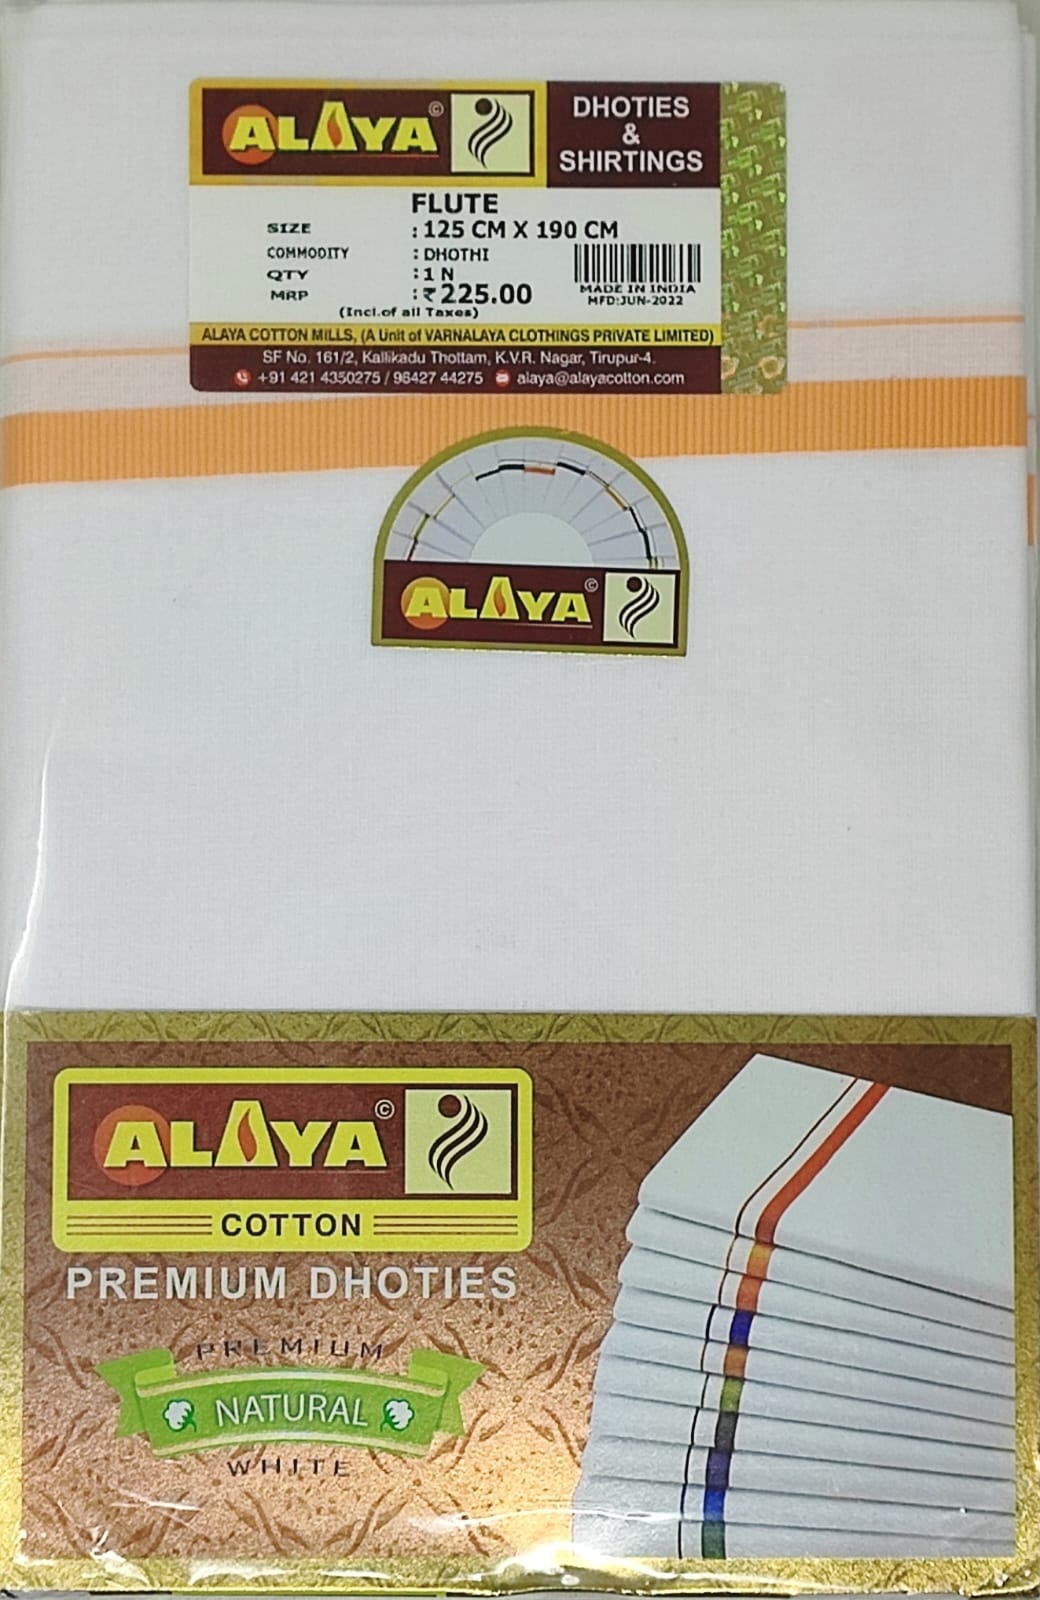 ALAYA©
DHOTIES
&
SHIRTINGS
FLUTE
SIZE : 125 CM X 190 CM
COMMODITY : DHOTHI
QTY : 1 N
MRP : ₹ 225.00
(Incl.of all Taxes)
MADE IN INDIA
MFD:JUN-2022
ALAYA COTTON MILLS, (A Unit of VARNALAYA CLOTHINGS PRIVATE LIMITED)
SF No. 161/2, Kallikadu Thottam, K.V.R. Nagar, Tirupur-4.
+91 421 4350275 / 98427 44275 alaya@alayacotton.com
ALAYA©
ALAYA©
COTTON
PREMIUM DHOTIES
PREMIUM
NATURAL
WHITE